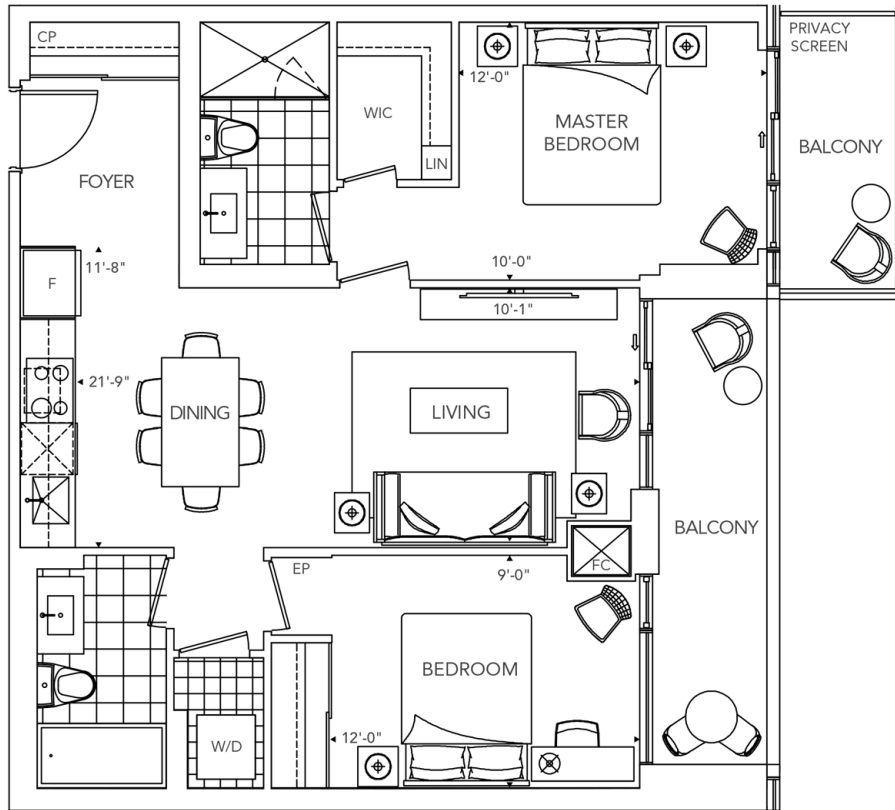 CP
PRIVACY
SCREEN
12'-0"
WIC
MASTER
BEDROOM
BALCONY
LIN
FOYER
11'-8"
10'-0"
F
10'-1"
21'-9"
DINING
LIVING
BALCONY
EP
9'-0"
FC
BEDROOM
W/D
12'-0"